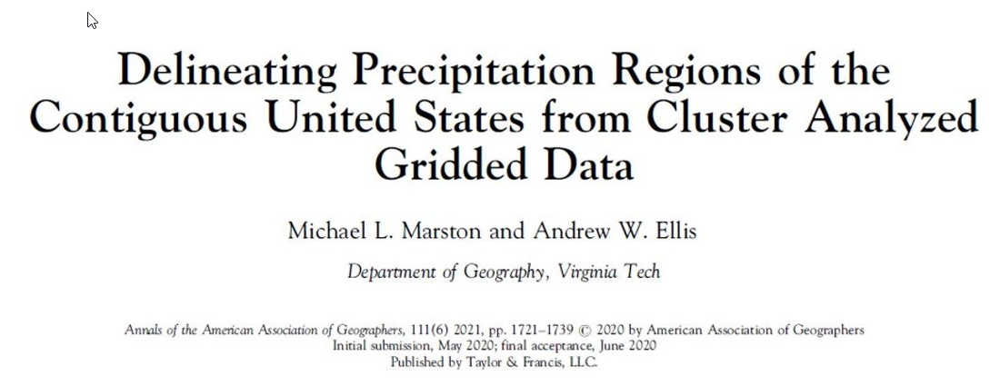 Delineating Precipitation Regions of the
Contiguous United States from Cluster Analyzed
Gridded Data
Michael L. Marston and Andrew W. Ellis
Department of Geography, Virginia Tech
Annals of the American Association of Geographers, 111(6) 2021, pp. 1721–1739 © 2020 by American Association of Geographers
Initial submission, May 2020; final acceptance, June 2020
Published by Taylor & Francis, LLC.